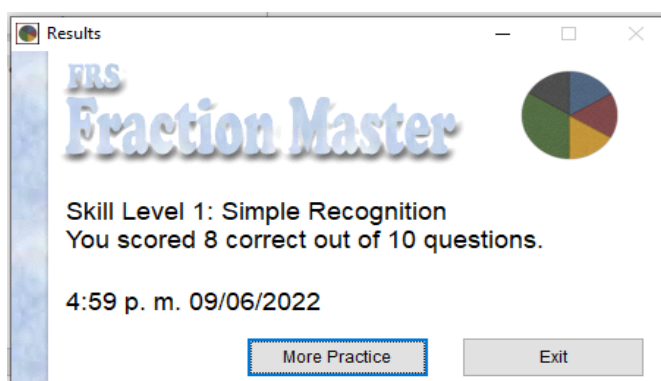 Results
FRS
Fraction Master
Skill Level 1: Simple Recognition
You scored 8 correct out of 10 questions.
4:59 p. m. 09/06/2022
More Practice
Exit